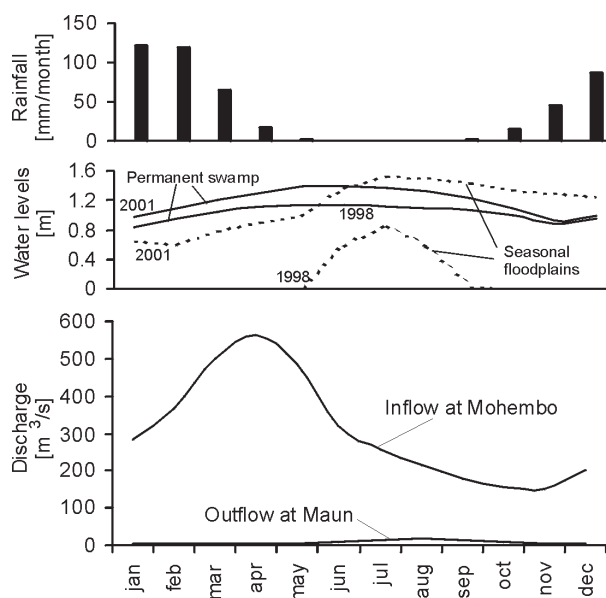 Rainfall
[mm/month]
150
100
50
0
Water levels
[m]
1.6
1.2
0.8
0.4
0
Permanent swamp
2001
1998
2001
1998
Seasonal
floodplains
Discharge
[m³/s]
600
500
400
300
200
100
0
Inflow at Mohembo
Outflow at Maun
jan
feb
mar
apr
may
jun
jul
aug
sep
oct
nov
dec